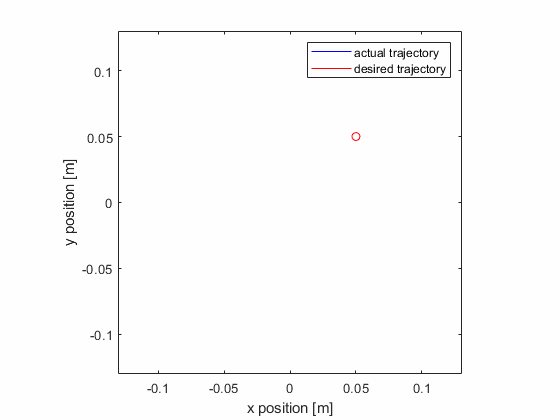 actual trajectory
desired trajectory
0.1
0.05
0
-0.05
-0.1
y position [m]
-0.1 -0.05 0 0.05 0.1
x position [m]